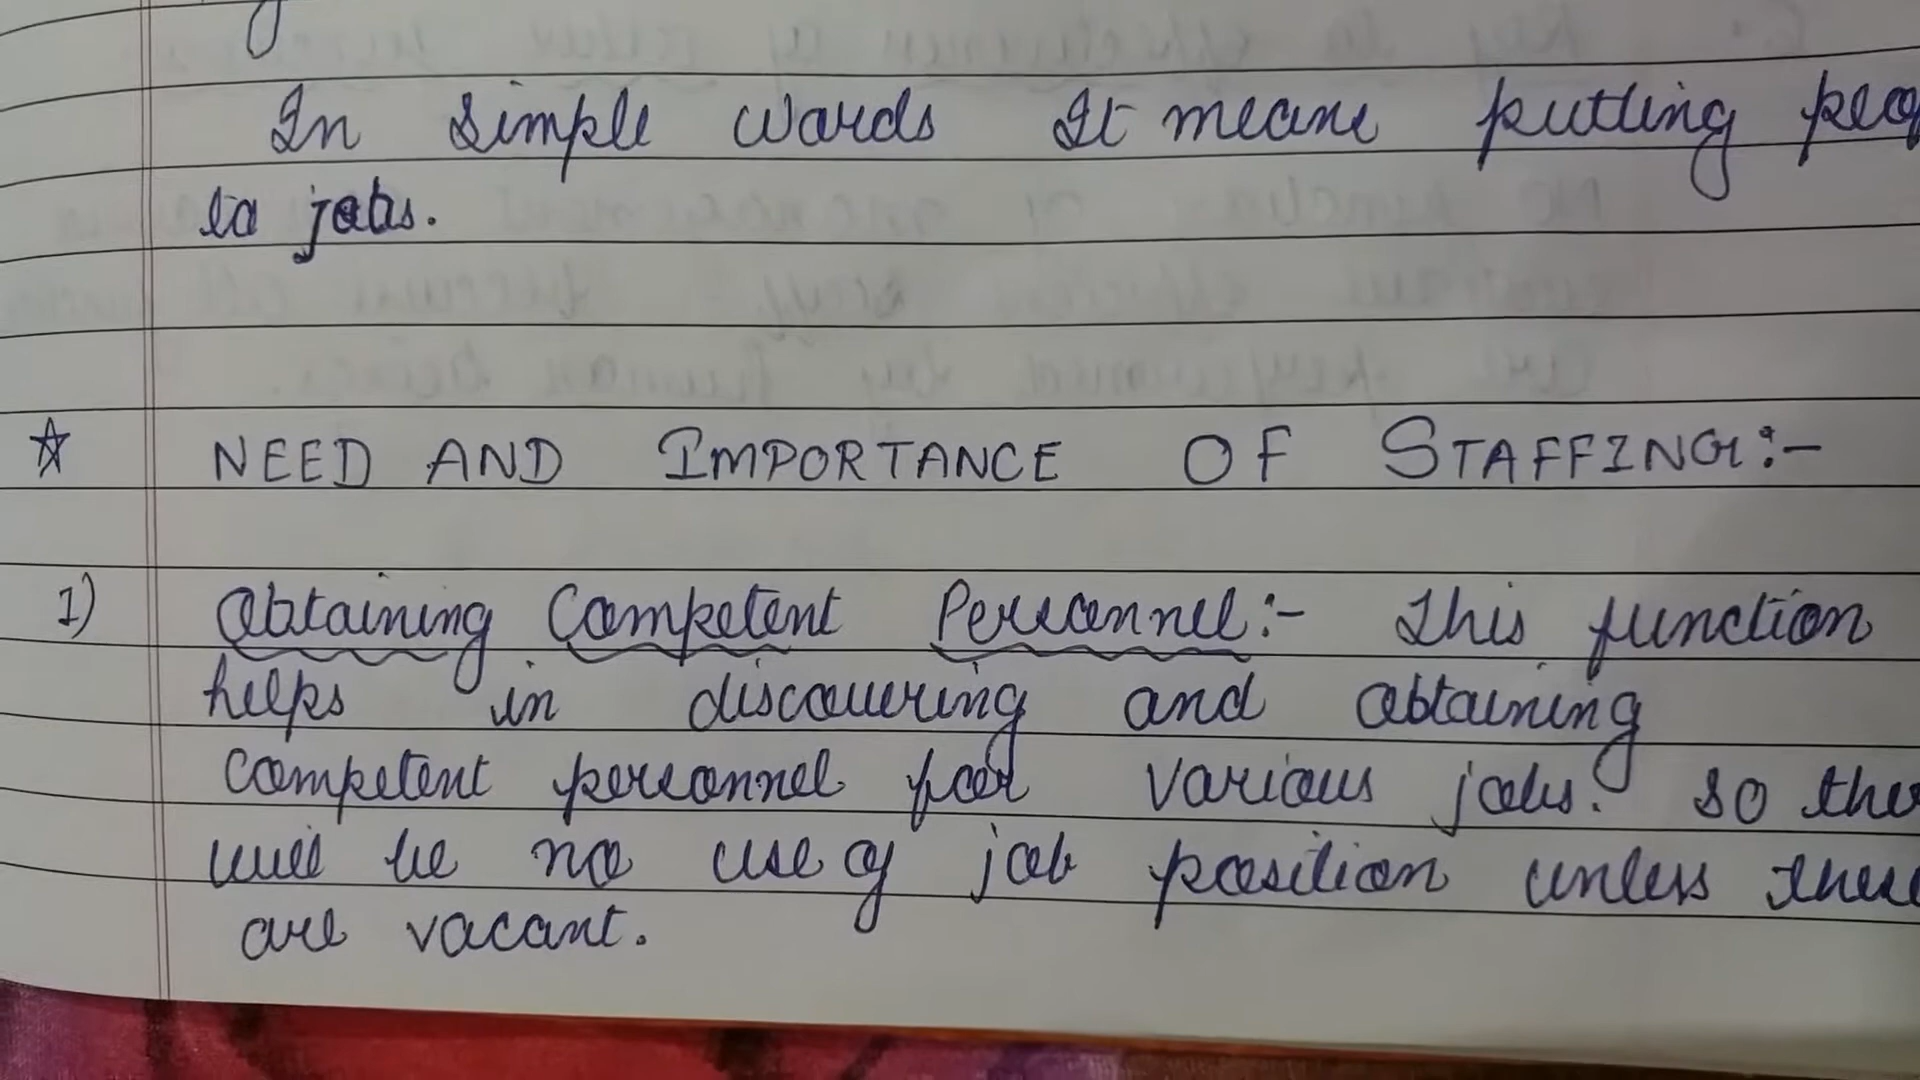 In simple words It means putting peo
to jobs.
☆ NEED AND IMPORTANCE OF STAFFING:-
1) Obtaining Competent Personnel:- This function
helps in discovering and obtaining
competent personnel for various jobs. so the
will be no use of job position unless
are vacant.